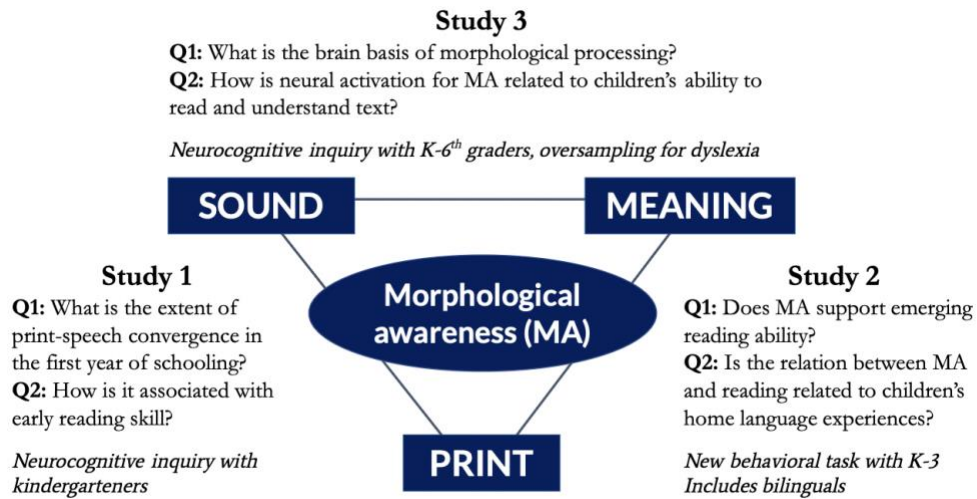 Study 3
Q1: What is the brain basis of morphological processing?
Q2: How is neural activation for MA related to children's ability to
read and understand text?
Neurocognitive inquiry with K-6th graders, oversampling for dyslexia
SOUND
MEANING
Study 1
Q1: What is the extent of
print-speech convergence in
the first year of schooling?
Q2: How is it associated with
early reading skill?
Neurocognitive inquiry with
kindergarteners
Morphological
awareness (MA)
Study 2
Q1: Does MA support emerging
reading ability?
Q2: Is the relation between MA
and reading related to children's
home language experiences?
New behavioral task with K-3
Includes bilinguals
PRINT